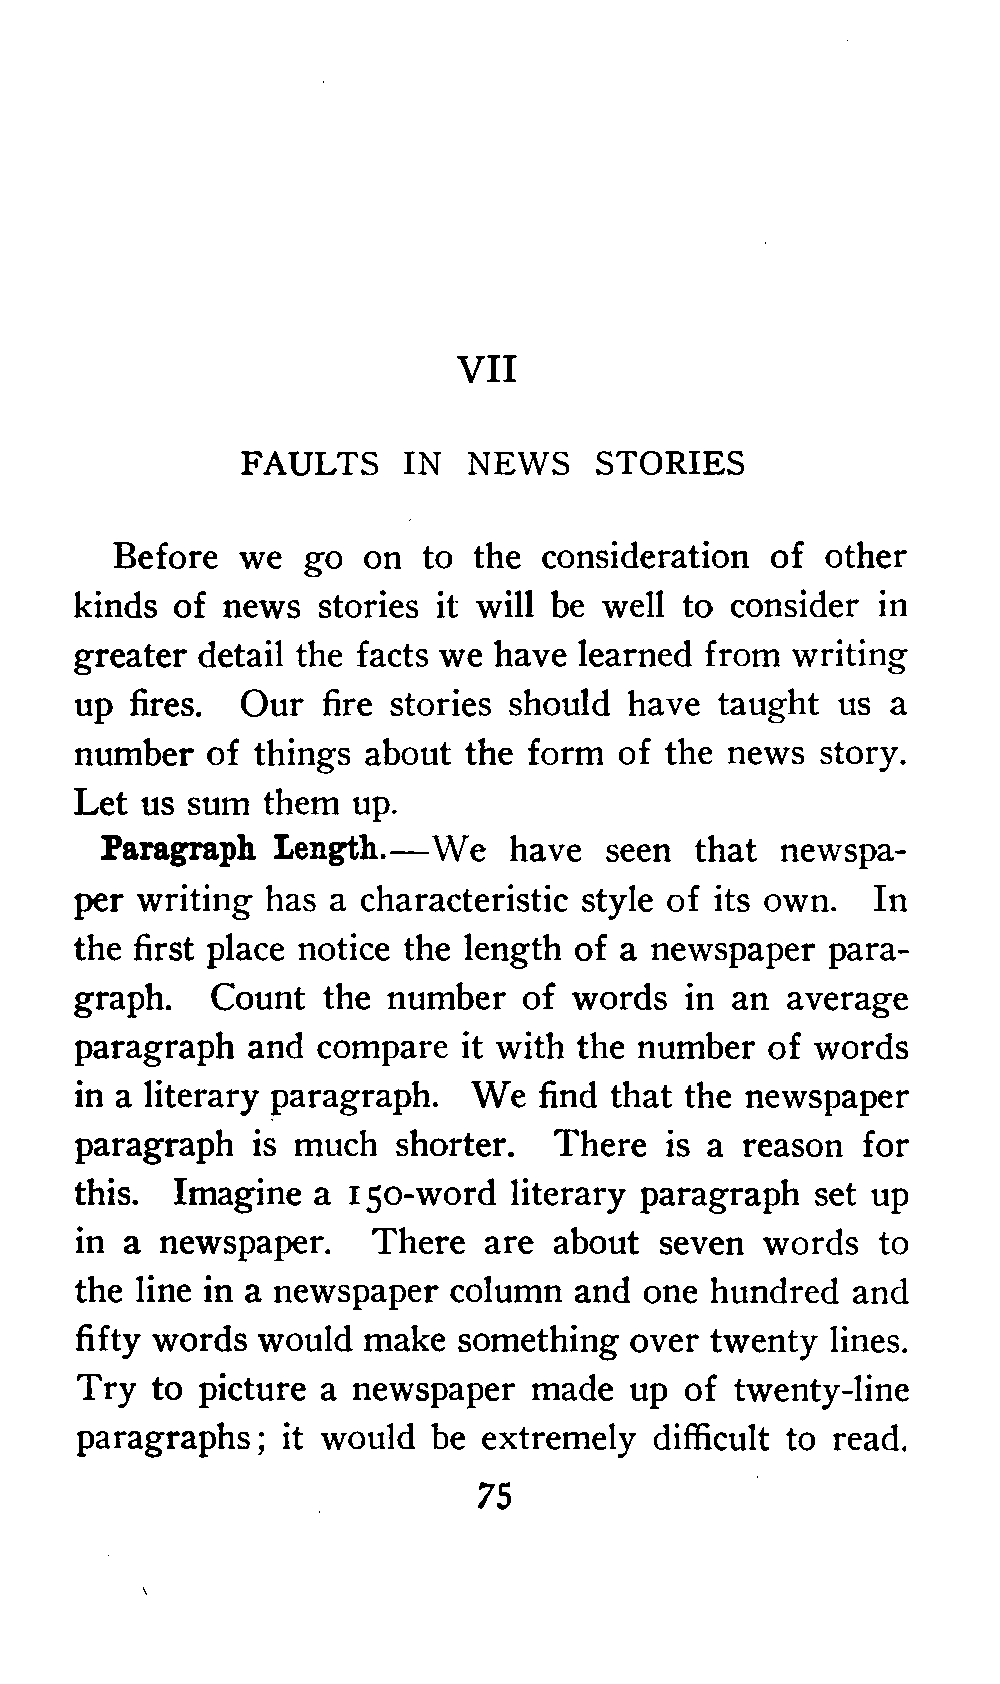 VII
FAULTS IN NEWS STORIES
Before we go on to the consideration of other
kinds of news stories it will be well to consider in
greater detail the facts we have learned from writing
up fires. Our fire stories should have taught us a
number of things about the form of the news story.
Let us sum them up.
Paragraph Length.—We have seen that newspa-
per writing has a characteristic style of its own. In
the first place notice the length of a newspaper para-
graph. Count the number of words in an average
paragraph and compare it with the number of words
in a literary paragraph. We find that the newspaper
paragraph is much shorter. There is a reason for
this. Imagine a 150-word literary paragraph set up
in a newspaper. There are about seven words to
the line in a newspaper column and one hundred and
fifty words would make something over twenty lines.
Try to picture a newspaper made up of twenty-line
paragraphs; it would be extremely difficult to read.
75